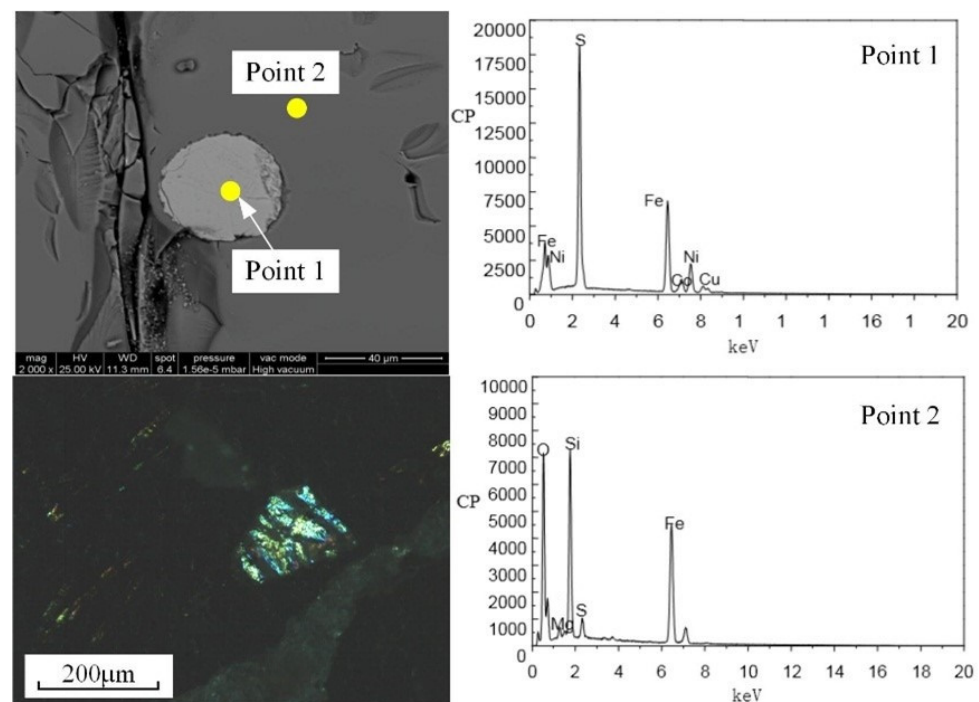 Point 2
Point 1
mag HV WD spot pressure vac mode
2 000 x 25.00 kV 11.3 mm 6.4 1.56e-5 mbar High vacuum
40 µm
20000
17500
15000
12500
10000
7500
5000
2500
0
CP
Point 1
S
Fe
Fe
Ni
Co
Ni
Cu
0 2 4 6 8 1 1 1 16 1 20
keV
200µm
10000
9000
8000
7000
6000
5000
4000
3000
2000
1000
0
CP
Point 2
O
Si
Mg
S
Fe
0 2 4 6 8 10 12 14 16 18 20
keV